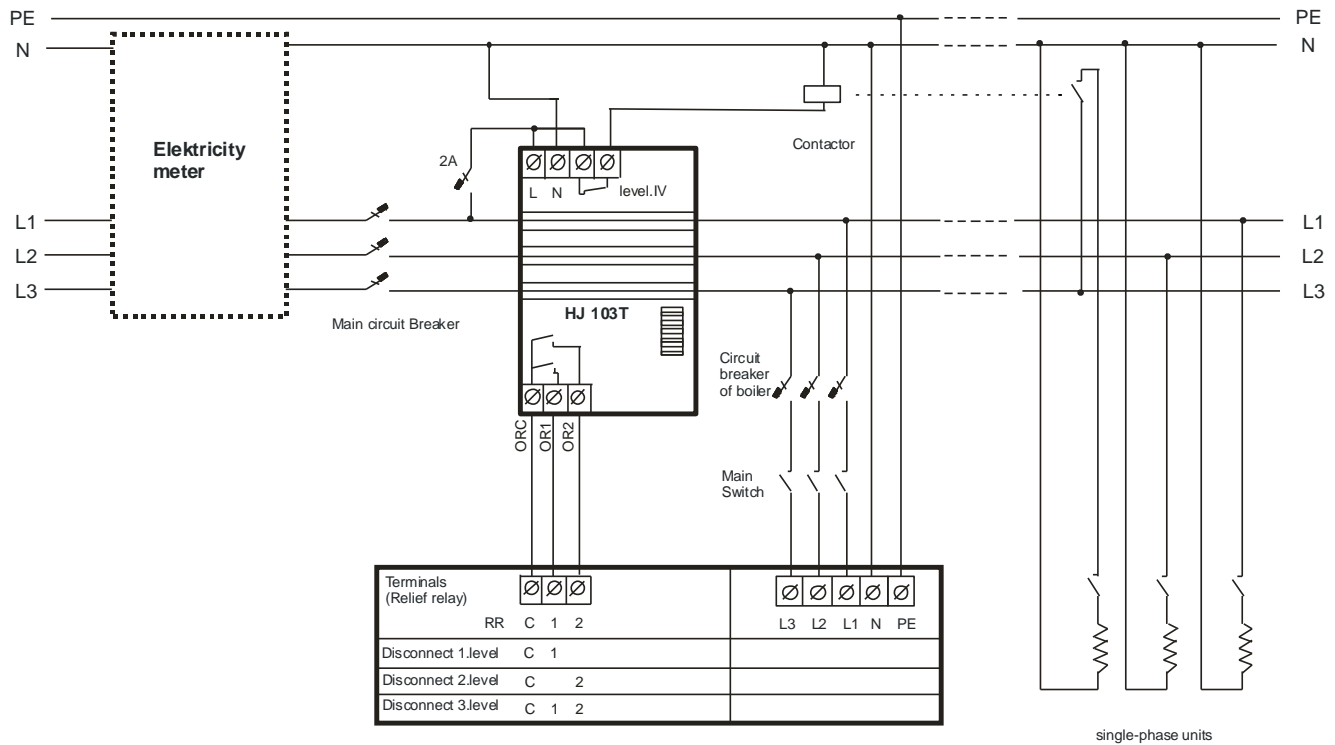 PE
PE
N
N
Elektricity
meter
Contactor
2A
L N
level.IV
L1
L1
L2
L2
L3
L3
HJ 103T
Main circuit Breaker
Circuit
breaker
of boiler
ORC
OR1
OR2
Main
Switch
Terminals
(Relief relay)
RR C 1 2
L3 L2 L1 N PE
Disconnect 1.level C 1
Disconnect 2.level C 2
Disconnect 3.level C 1 2
single-phase units